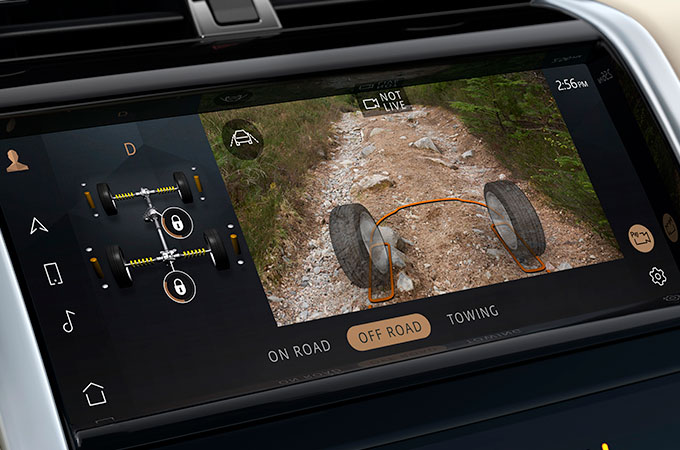 D
NOT
LIVE
2:56PM
ON ROAD
OFF ROAD
TOWING